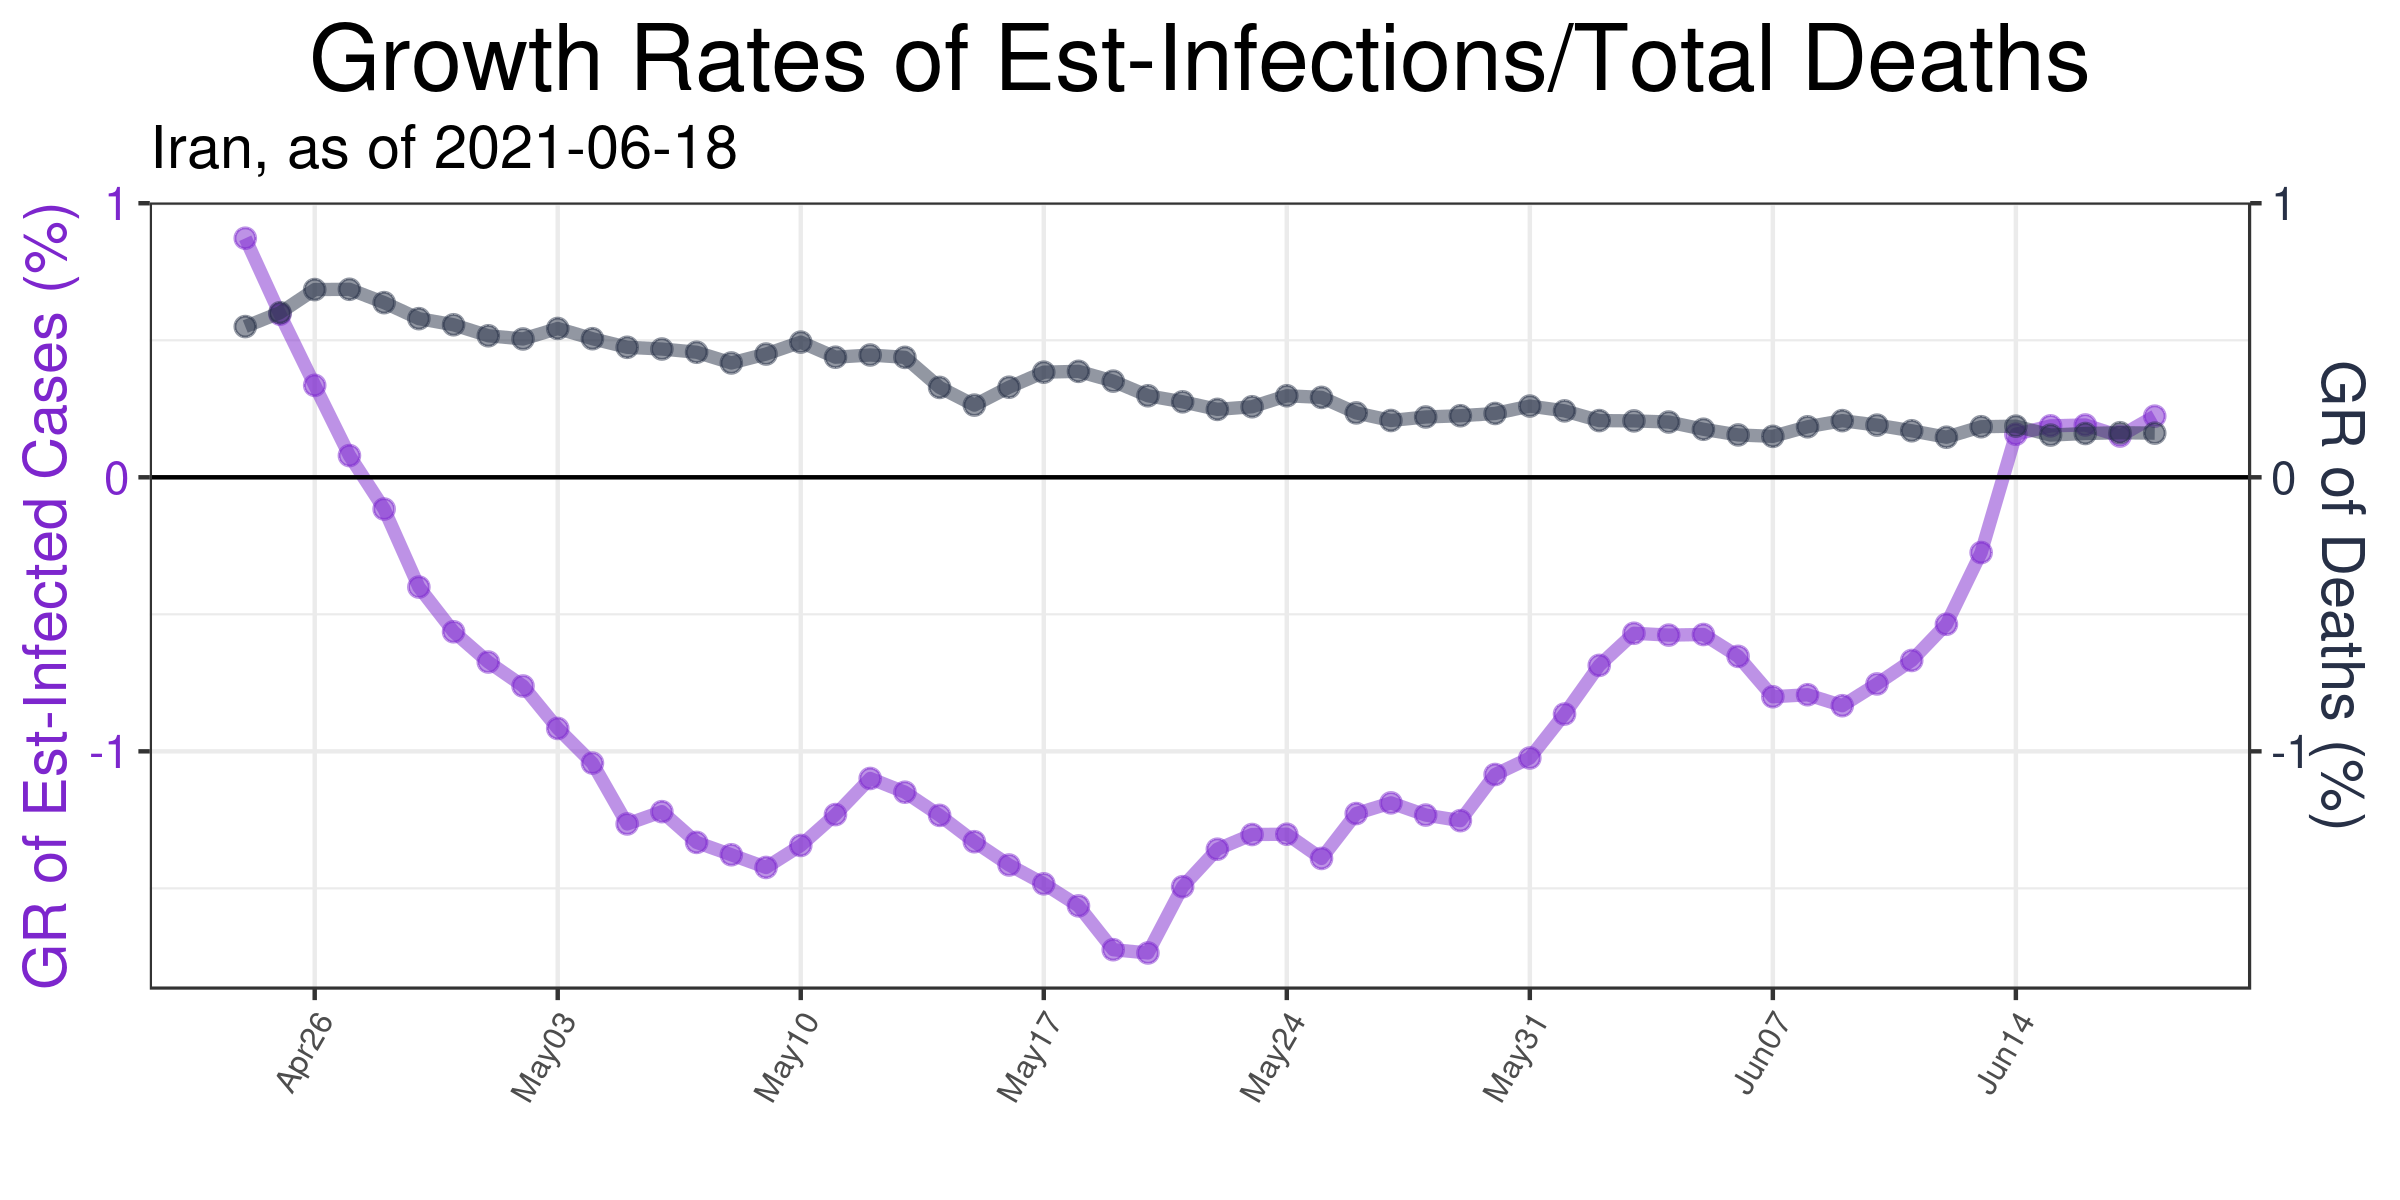 Growth Rates of Est-Infections/Total Deaths
Iran, as of 2021-06-18
GR of Est-Infected Cases (%)
1
0
-1
1
0
-1
GR of Deaths (%)
Apr26
May03
May10
May17
May24
May31
Jun07
Jun14